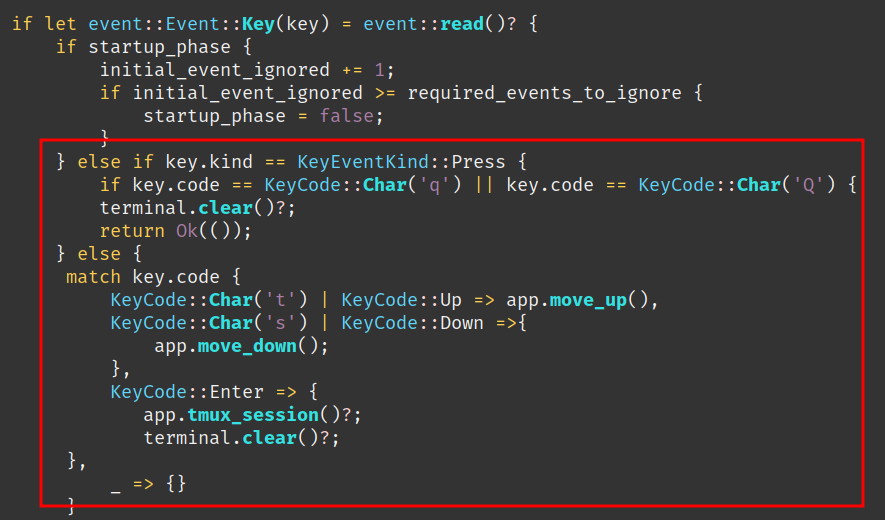 if let event::Event::Key(key) = event::read()? {
    if startup_phase {
        initial_event_ignored += 1;
        if initial_event_ignored >= required_events_to_ignore {
            startup_phase = false;
        }
    } else if key.kind == KeyEventKind::Press {
        if key.code == KeyCode::Char('q') || key.code == KeyCode::Char('Q') {
        terminal.clear()?;
        return Ok(());
    } else {
     match key.code {
         KeyCode::Char('t') | KeyCode::Up => app.move_up(),
         KeyCode::Char('s') | KeyCode::Down =>{
             app.move_down();
         },
         KeyCode::Enter => {
            app.tmux_session()?;
            terminal.clear()?;
     },
         _ => {}
     }